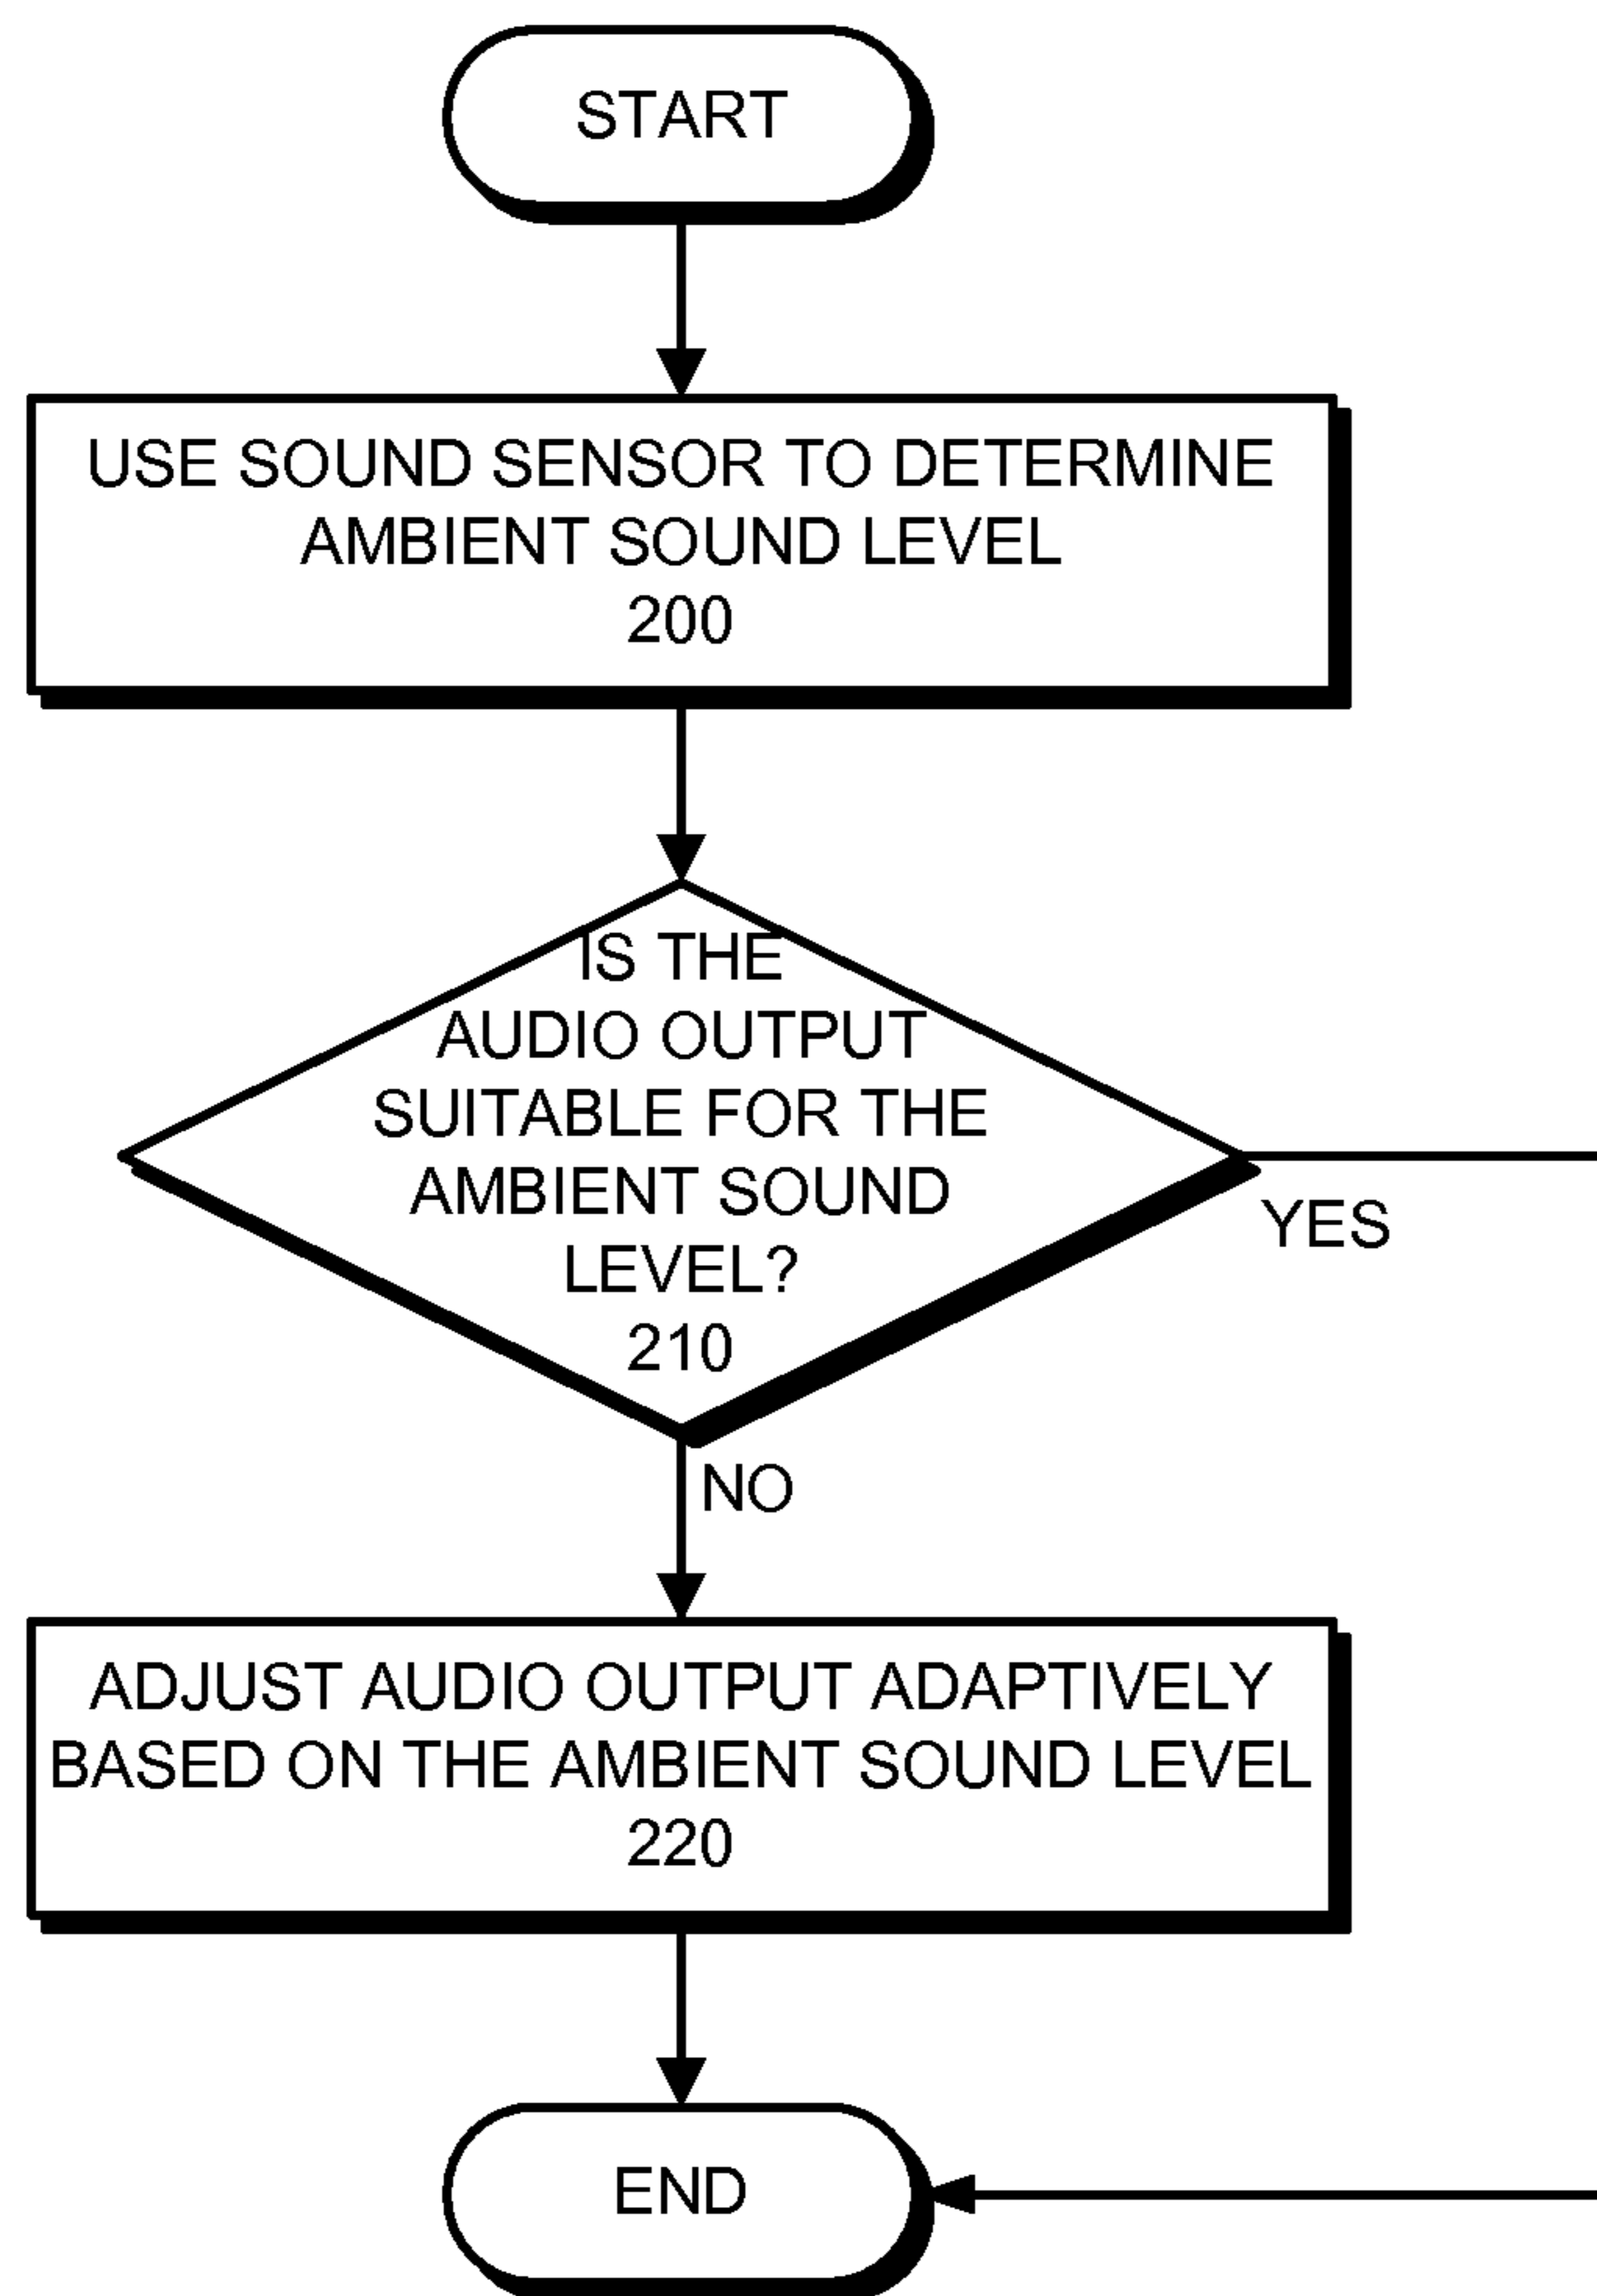 START
USE SOUND SENSOR TO DETERMINE
AMBIENT SOUND LEVEL
200
IS THE
AUDIO OUTPUT
SUITABLE FOR THE
AMBIENT SOUND
LEVEL?
210
YES
NO
ADJUST AUDIO OUTPUT ADAPTIVELY
BASED ON THE AMBIENT SOUND LEVEL
220
END